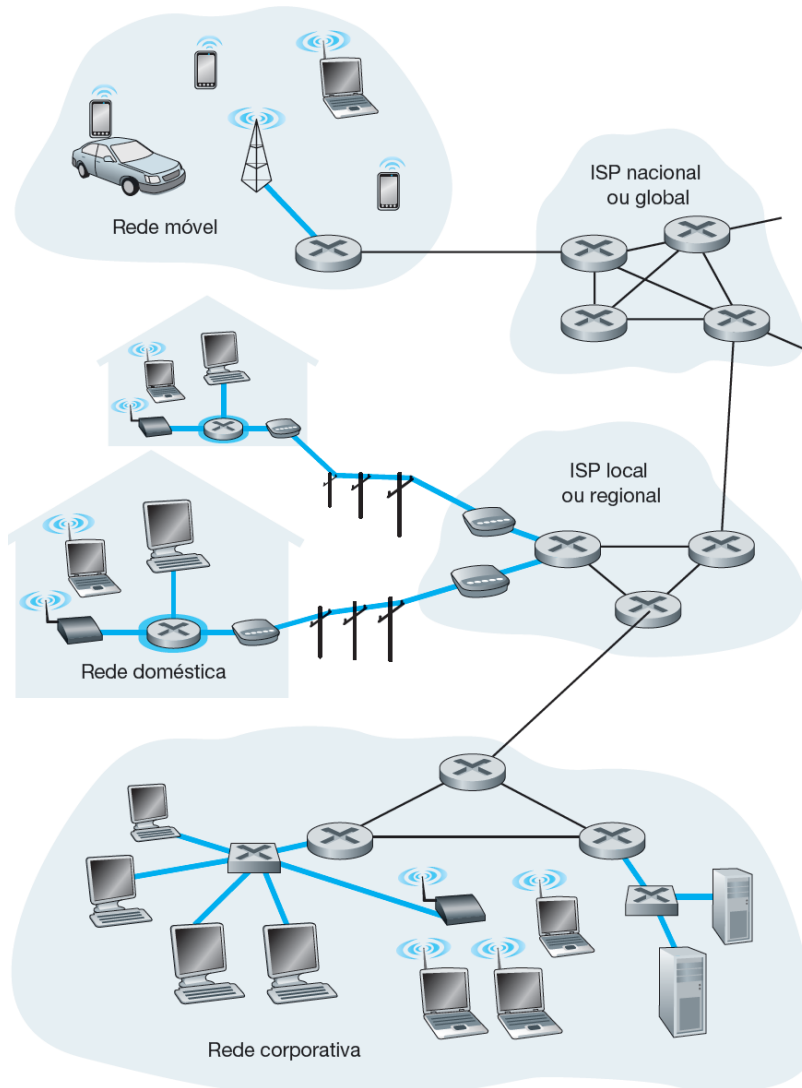 Rede móvel
ISP nacional
ou global
ISP local
ou regional
Rede doméstica
Rede corporativa